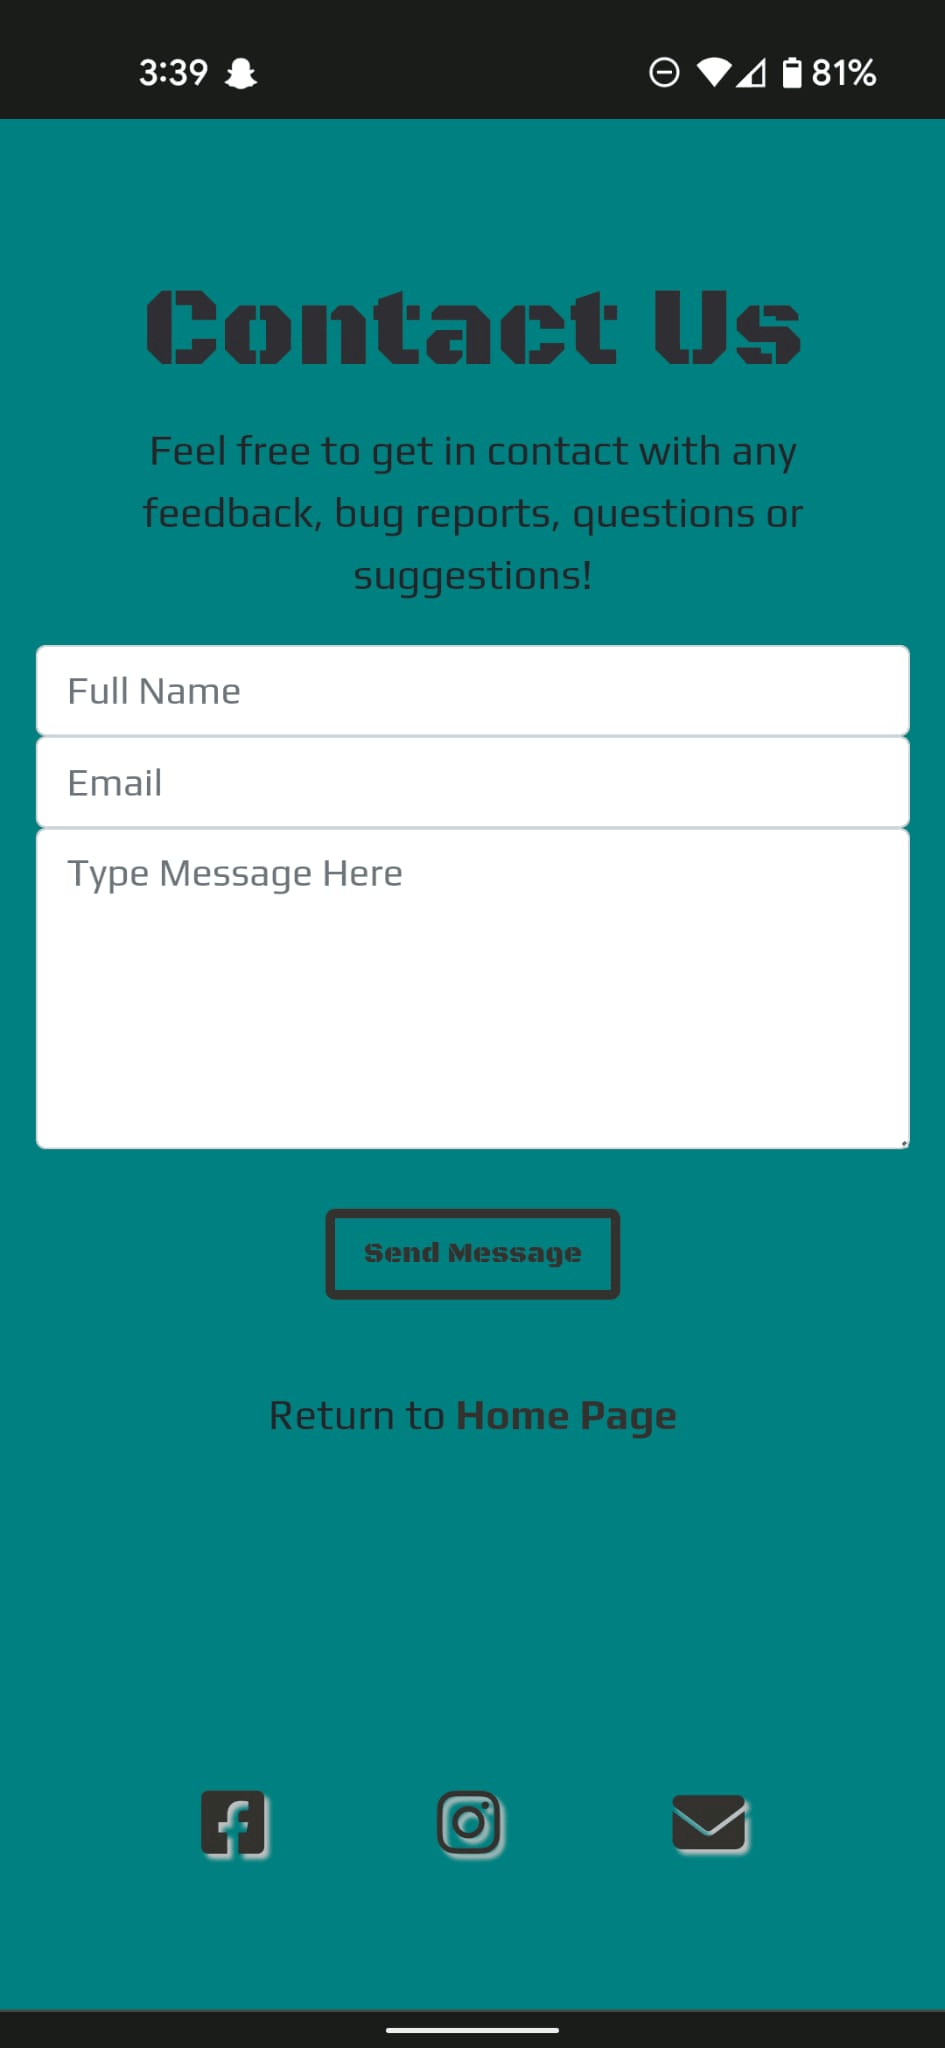 3:39 81%
Contact Us
Feel free to get in contact with any
feedback, bug reports, questions or
suggestions!
Full Name
Email
Type Message Here
Send Message
Return to Home Page